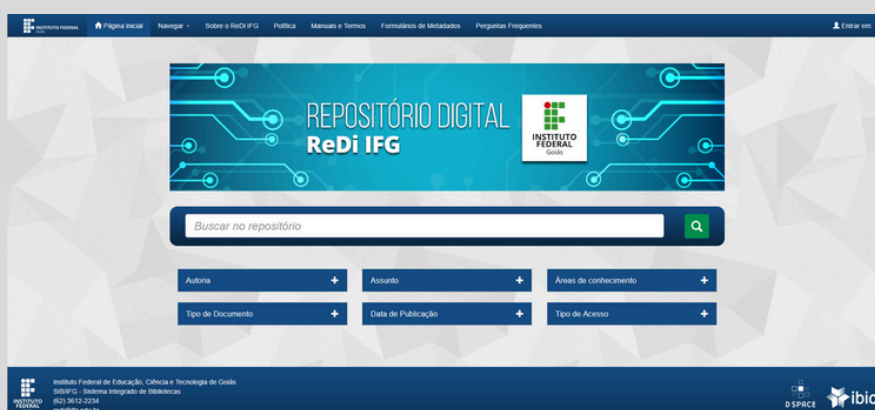 INSTITUTO FEDERAL
Goiás
Página inicial Navegar Sobre o ReDi IFG Política Manuais e Termos Formulários de Metadados Perguntas Frequentes Entrar em:
REPOSITÓRIO DIGITAL
ReDi IFG
INSTITUTO
FEDERAL
Goiás
Buscar no repositório
Autoria Assunto Áreas de conhecimento
Tipo de Documento Data de Publicação Tipo de Acesso
Instituto Federal de Educação, Ciência e Tecnologia de Goiás
SIB/IFG - Sistema Integrado de Bibliotecas
(62) 3612-2234
INSTITUTO
FEDERAL
DSPACE
ibic